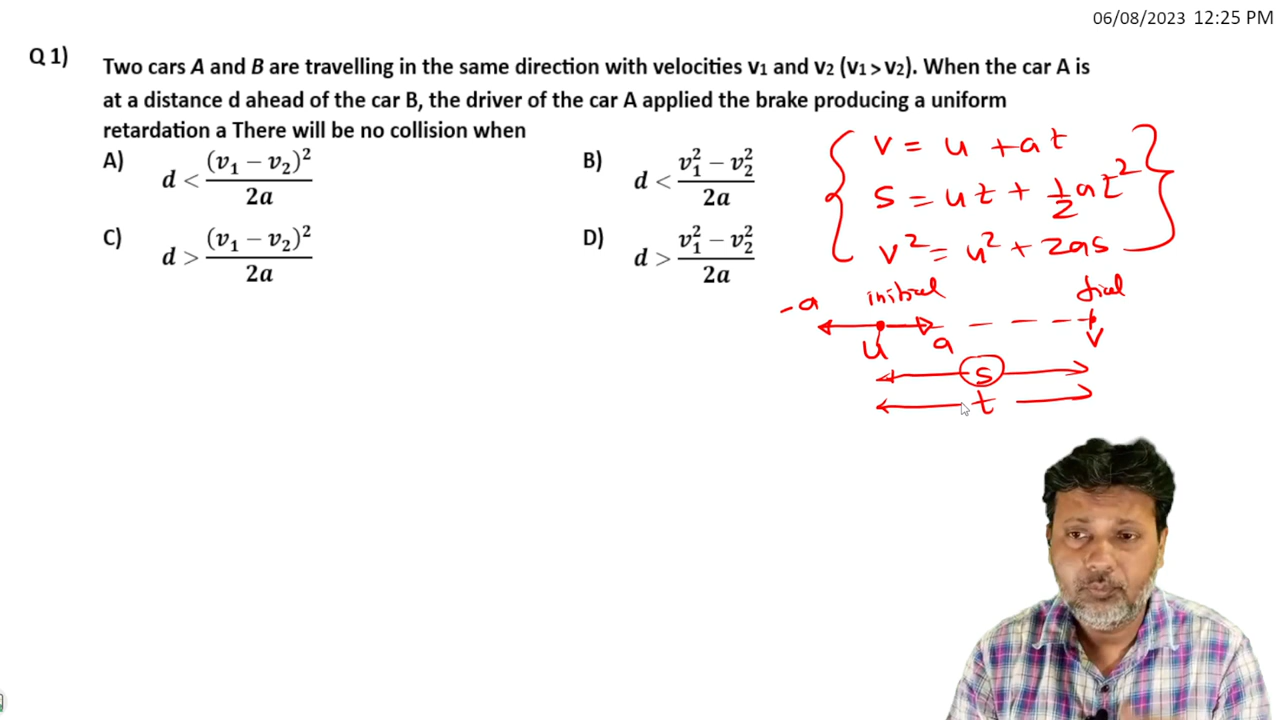 06/08/2023 12:25 PM
Q 1) Two cars A and B are travelling in the same direction with velocities v₁ and v₂ (v₁ > v₂). When the car A is
at a distance d ahead of the car B, the driver of the car A applied the brake producing a uniform
retardation a There will be no collision when
A) d < (v₁ − v₂)²/2a B) d < v₁² − v₂²/2a
C) d > (v₁ − v₂)²/2a D) d > v₁² − v₂²/2a
v = u + at
s = ut + 1/2 at²
v² = u² + 2as
initial final
-a u a v
s
t